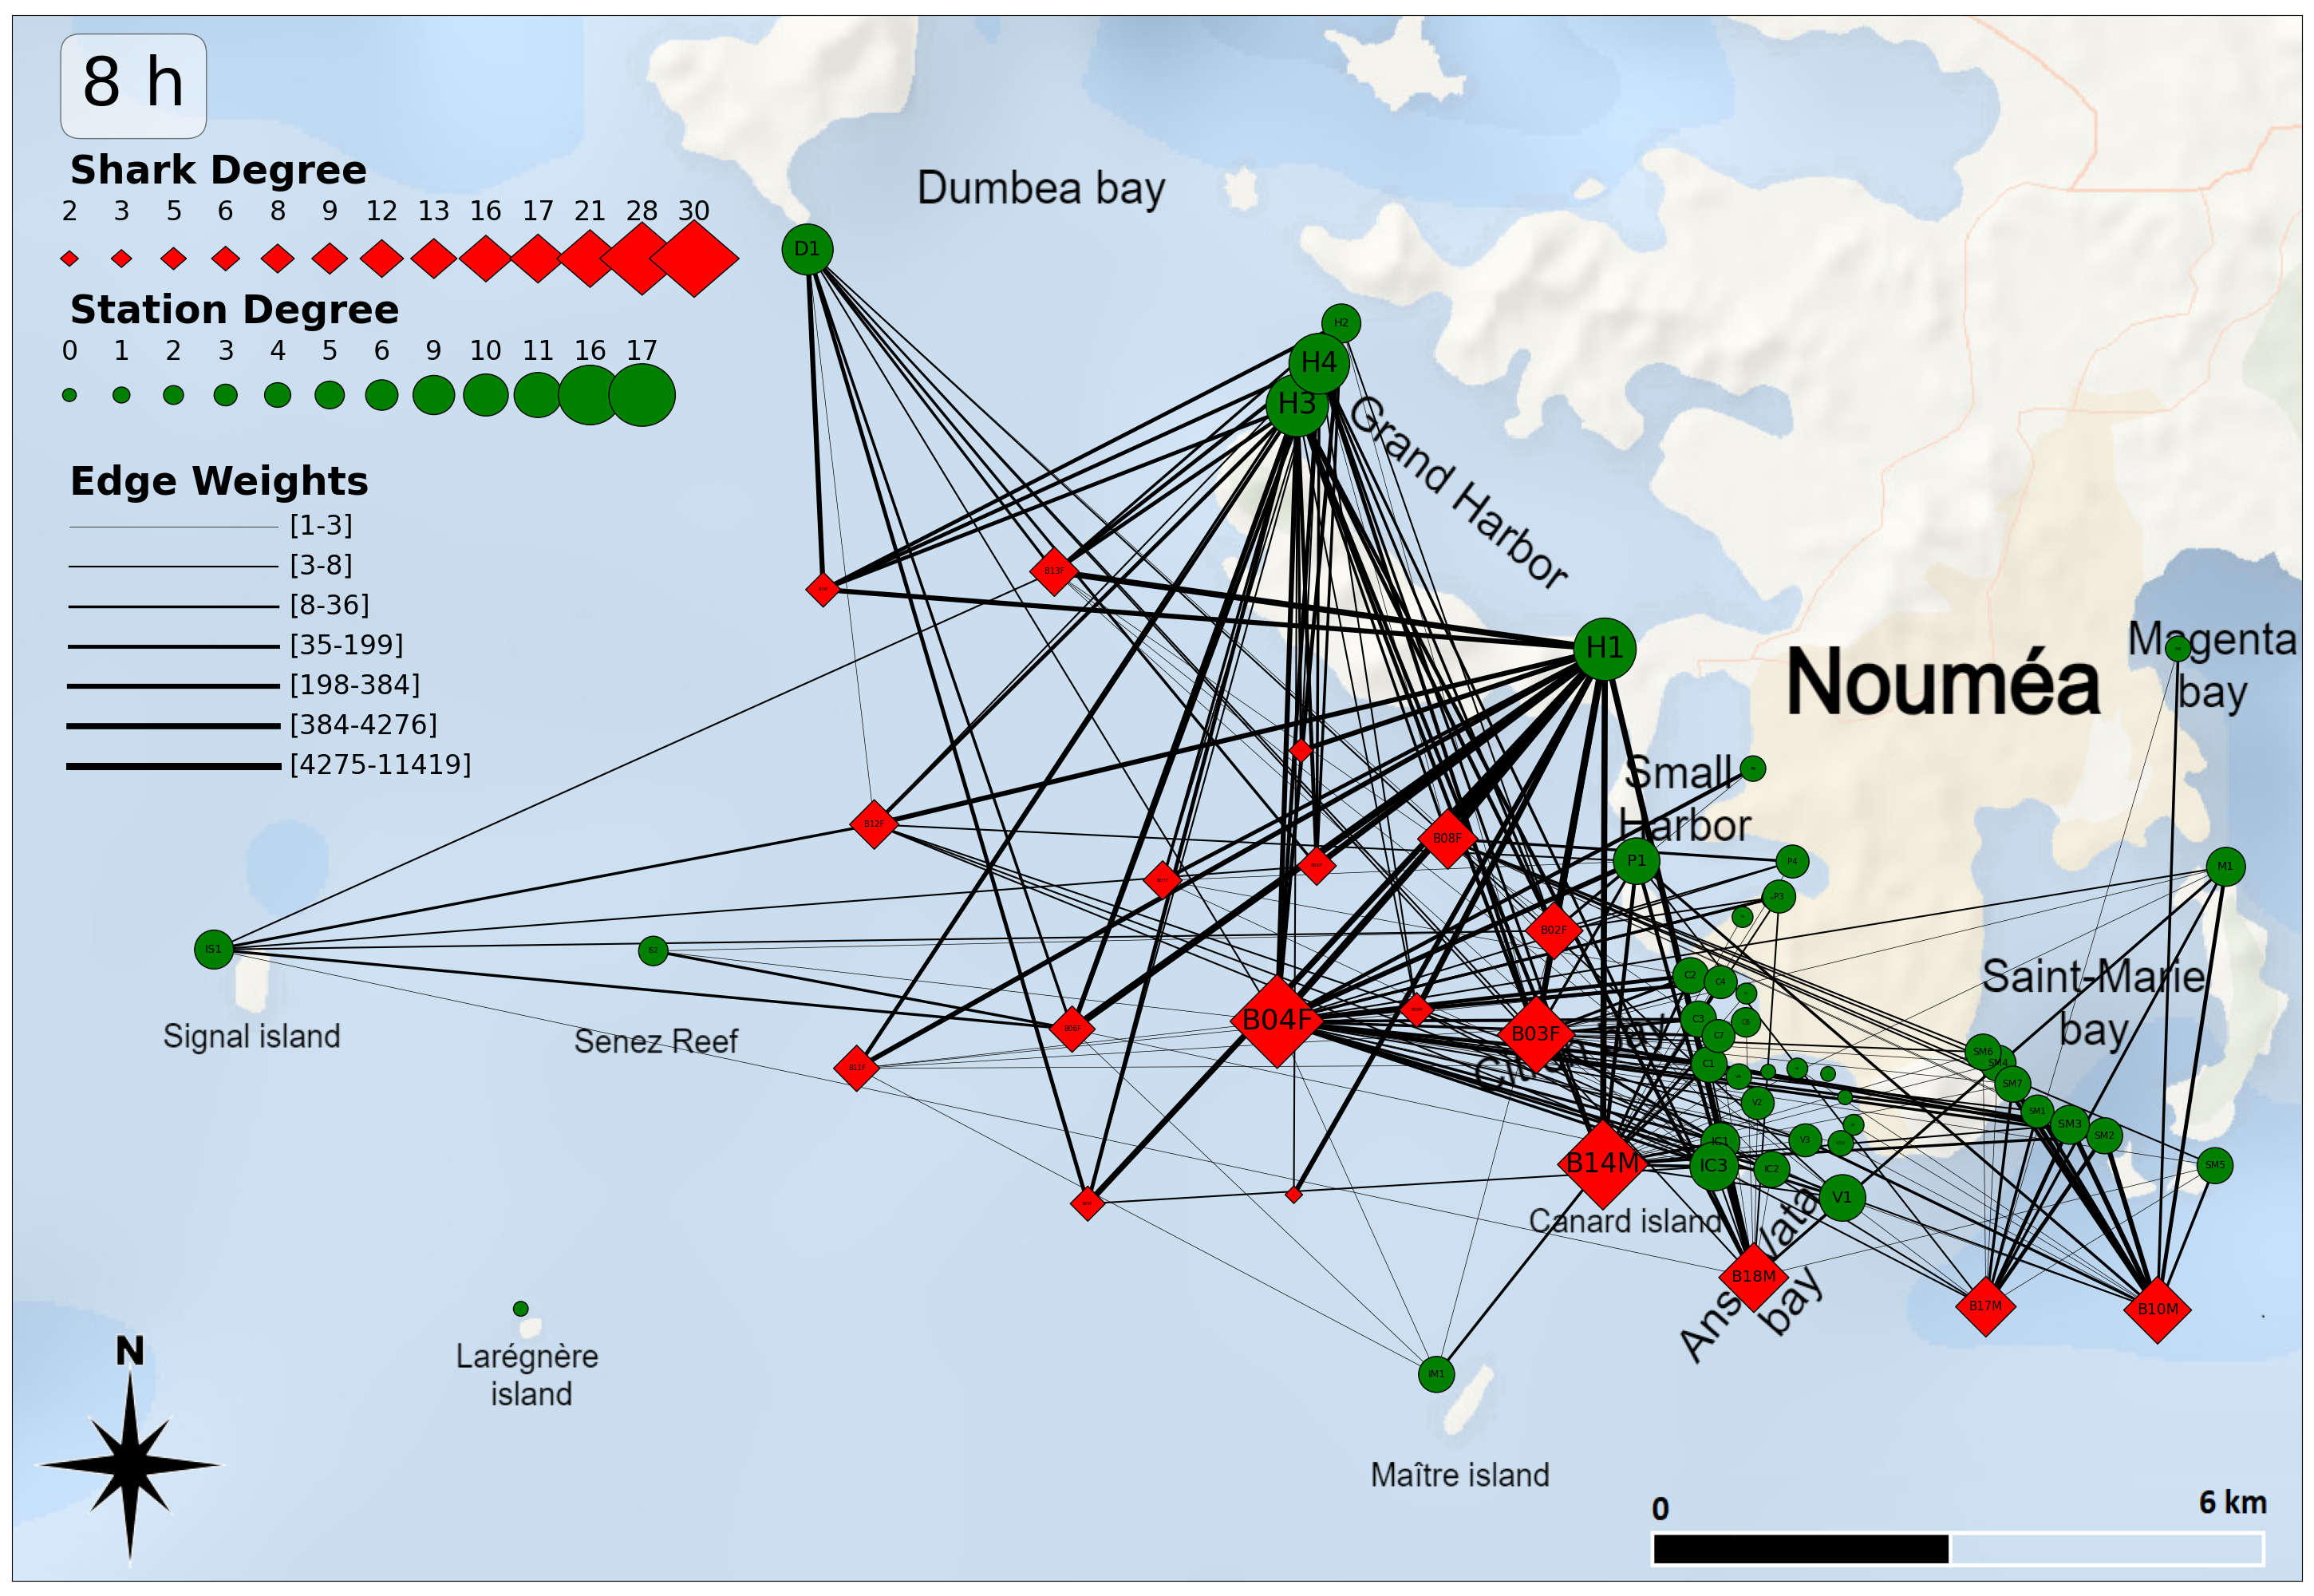 8 h
Shark Degree
2 3 5 6 8 9 12 13 16 17 21 28 30
Station Degree
0 1 2 3 4 5 6 9 10 11 16 17
Edge Weights
[1-3]
[3-8]
[8-36]
[35-199]
[198-384]
[384-4276]
[4275-11419]
Dumbea bay
D1
H2
H4
H3
Grand Harbor
B13F
H1
Nouméa
Magenta
bay
Small
Harbor
B12F
B08F
P1
P4
P3
M1
B02F
IS1
IS2
Signal island
Senez Reef
Saint-Marie
bay
C2
C4
C3
C6
C7
C1
B04F
B03F
B06F
B11F
SM6
SM4
SM7
SM1
SM3
SM2
SM5
V2
V3
IC1
IC3
IC2
V1
B14M
Canard island
B18M
B17M
B10M
bay
Larégnère
island
IM1
Maître island
N
0 6 km